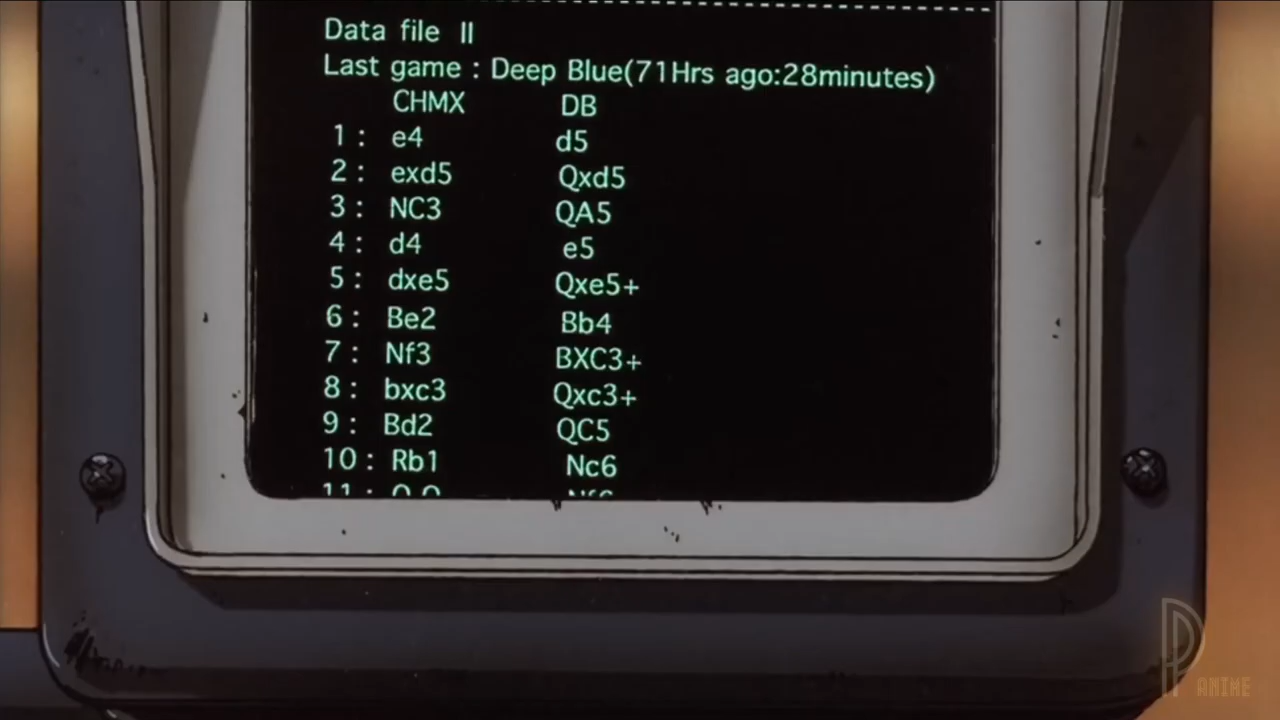 Data file II
Last game : Deep Blue(71Hrs ago:28minutes)
CHMX DB
1 : e4 d5
2 : exd5 Qxd5
3 : NC3 QA5
4 : d4 e5
5 : dxe5 Qxe5+
6 : Be2 Bb4
7 : Nf3 BXC3+
8 : bxc3 Qxc3+
9 : Bd2 QC5
10 : Rb1 Nc6
11 :
P ANIME